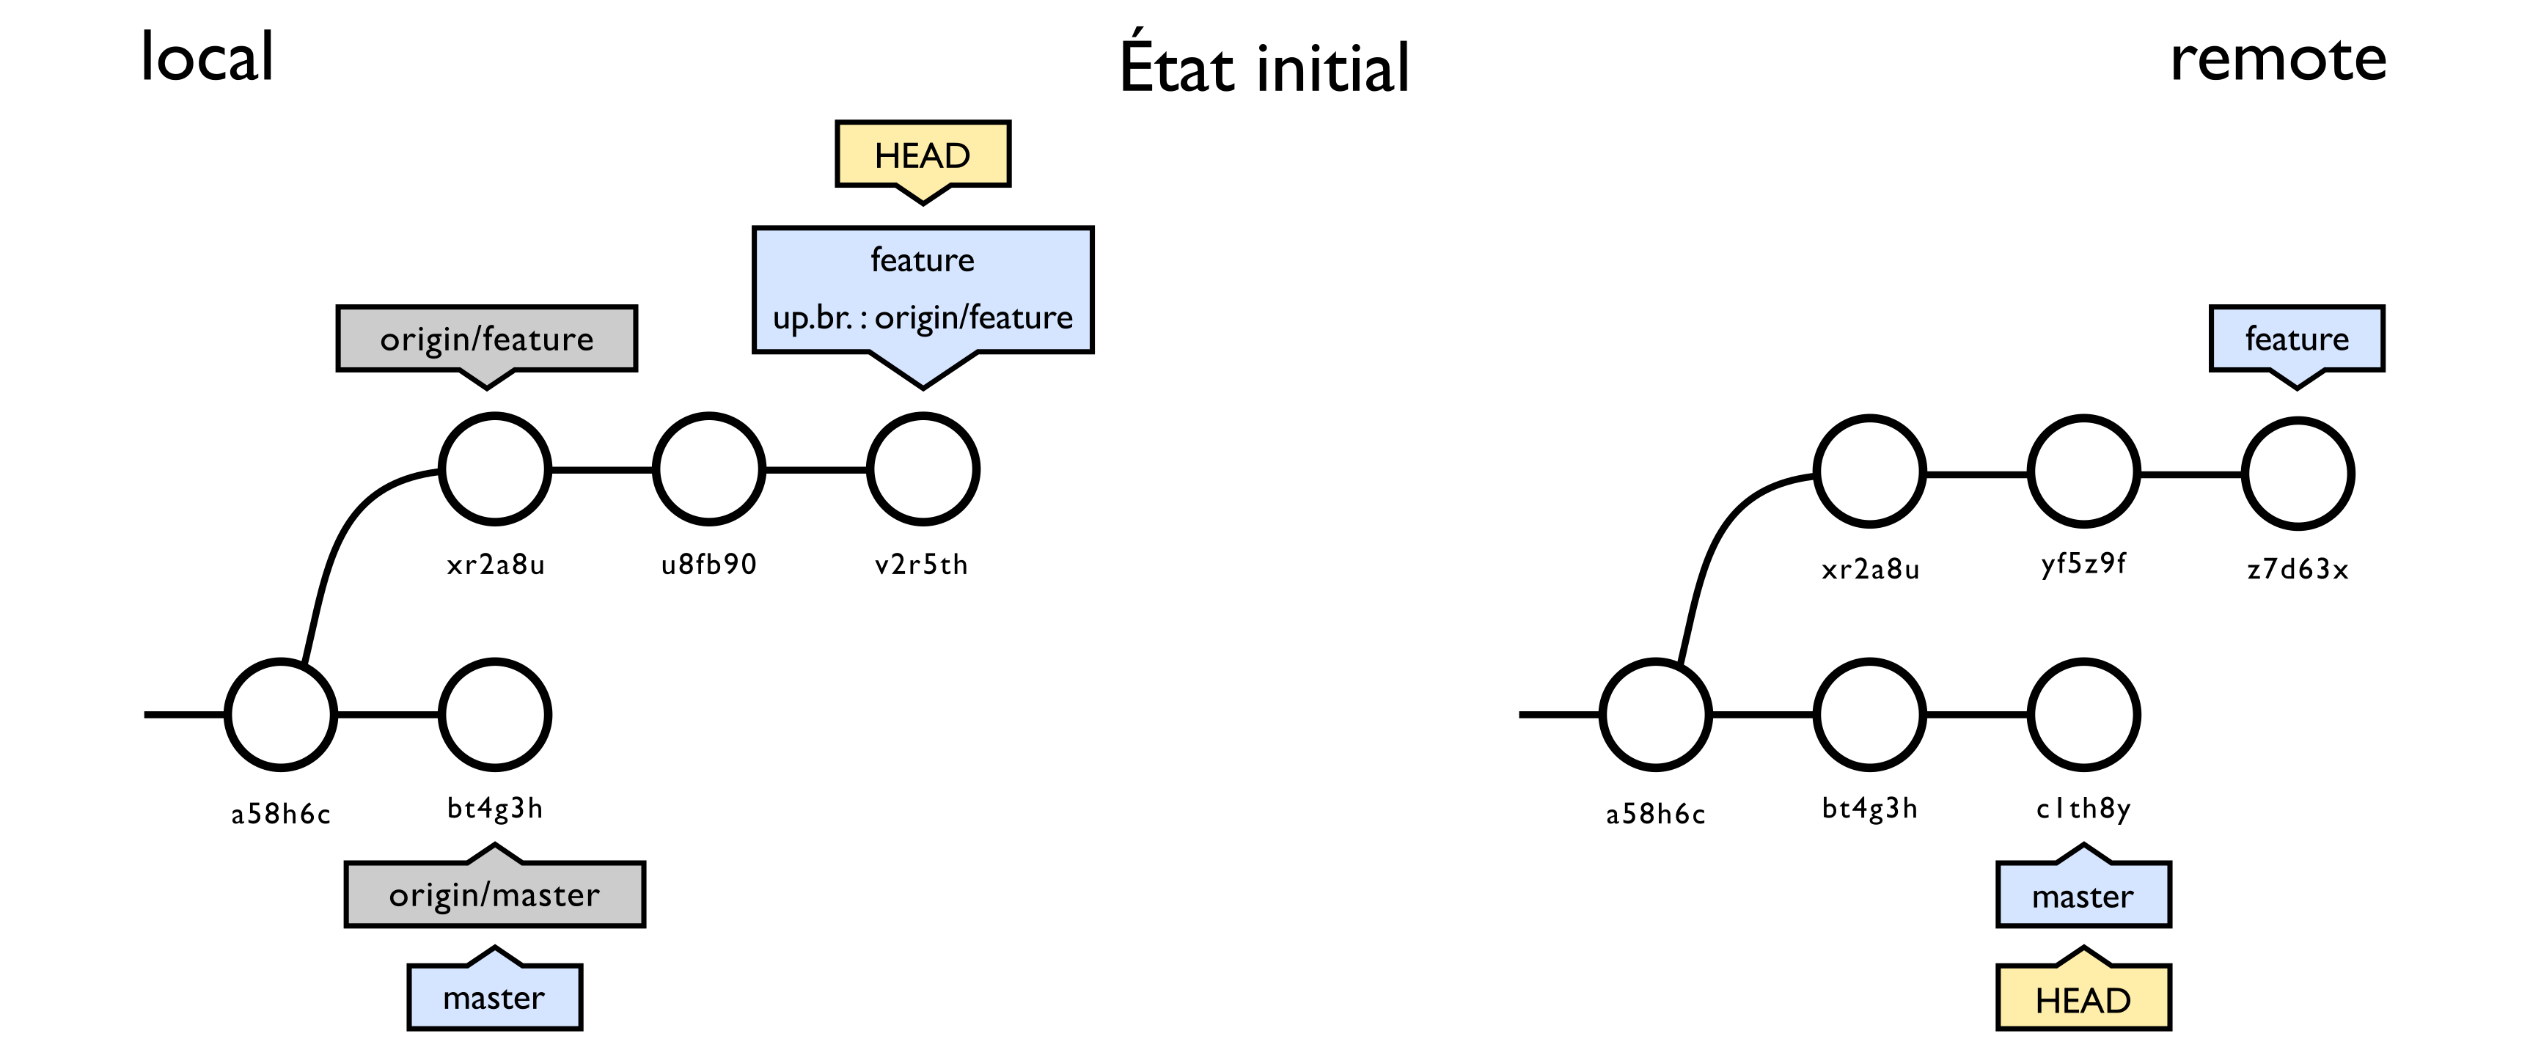 local
État initial
remote
HEAD
feature
up.br. : origin/feature
origin/feature
feature
xr2a8u
u8fb90
v2r5th
xr2a8u
yf5z9f
z7d63x
a58h6c
bt4g3h
a58h6c
bt4g3h
c1th8y
origin/master
master
master
HEAD